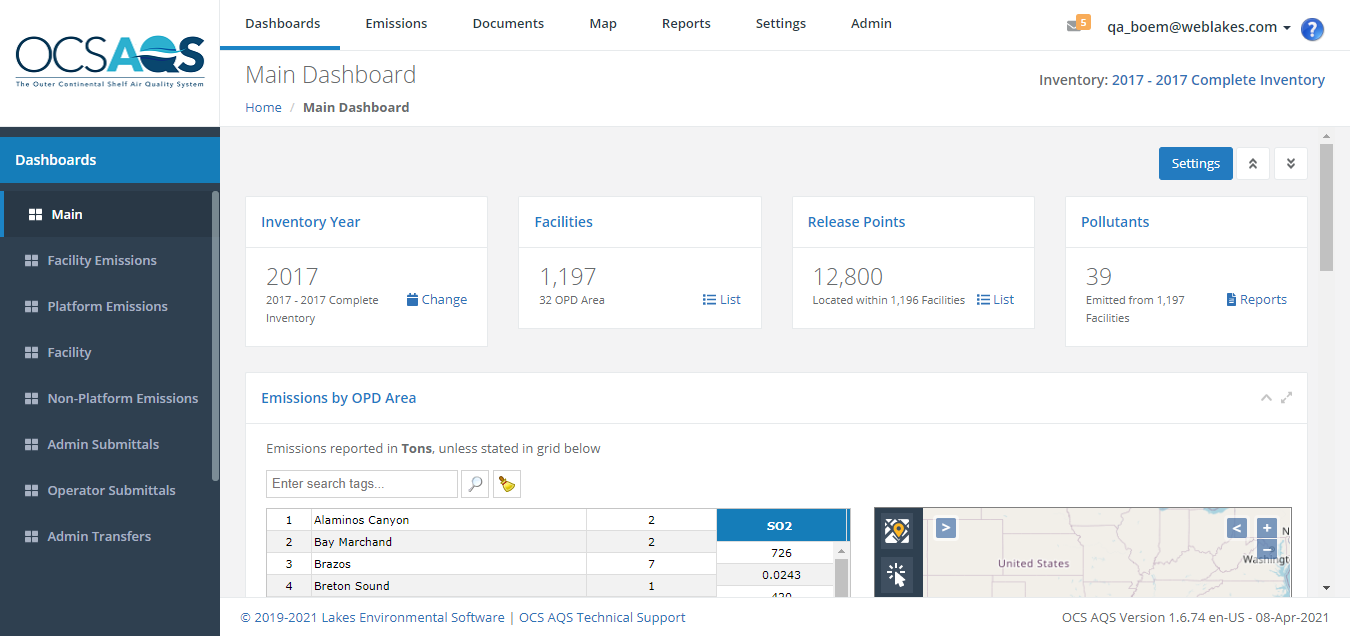 OCSAQS
The Outer Continental Shelf Air Quality System
Dashboards Emissions Documents Map Reports Settings Admin
5 qa_boem@weblakes.com ?
Main Dashboard
Home / Main Dashboard
Inventory: 2017 - 2017 Complete Inventory
Dashboards
Main
Facility Emissions
Platform Emissions
Facility
Non-Platform Emissions
Admin Submittals
Operator Submittals
Admin Transfers
Settings
Inventory Year
2017
2017 - 2017 Complete
Inventory
Change
Facilities
1,197
32 OPD Area
List
Release Points
12,800
Located within 1,196 Facilities
List
Pollutants
39
Emitted from 1,197
Facilities
Reports
Emissions by OPD Area
Emissions reported in Tons, unless stated in grid below
Enter search tags...
SO2
1 Alaminos Canyon 2
2 Bay Marchand 2
3 Brazos 7
4 Breton Sound 1
726
0.0243
420
> < + −
N
United States
Washingt
© 2019-2021 Lakes Environmental Software | OCS AQS Technical Support
OCS AQS Version 1.6.74 en-US - 08-Apr-2021